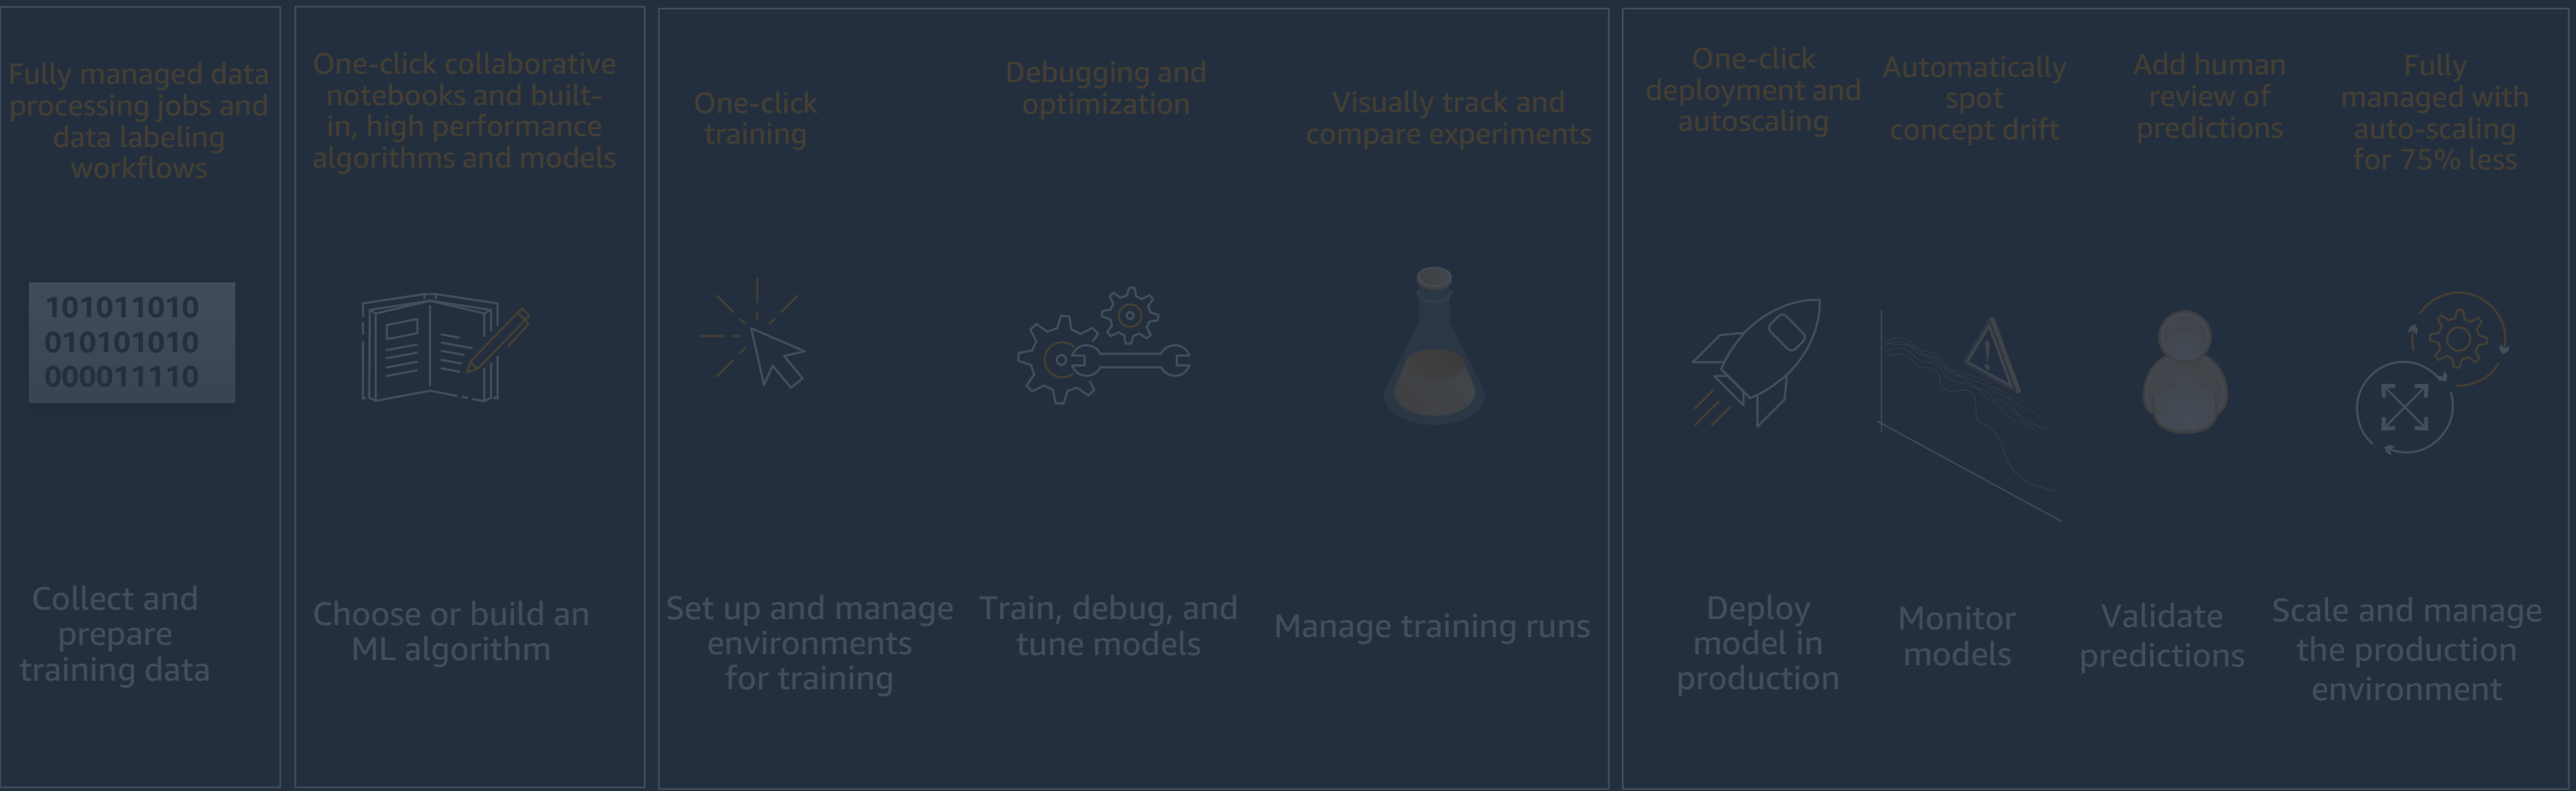 Fully managed data
processing jobs and
data labeling
workflows
101011010
010101010
000011110
Collect and
prepare
training data
One-click collaborative
notebooks and built-
in, high performance
algorithms and models
Choose or build an
ML algorithm
One-click
training
Set up and manage
environments
for training
Debugging and
optimization
Train, debug, and
tune models
Visually track and
compare experiments
Manage training runs
One-click
deployment and
autoscaling
Deploy
model in
production
Automatically
spot
concept drift
!
Monitor
models
Add human
review of
predictions
Validate
predictions
Fully
managed with
auto-scaling
for 75% less
Scale and manage
the production
environment